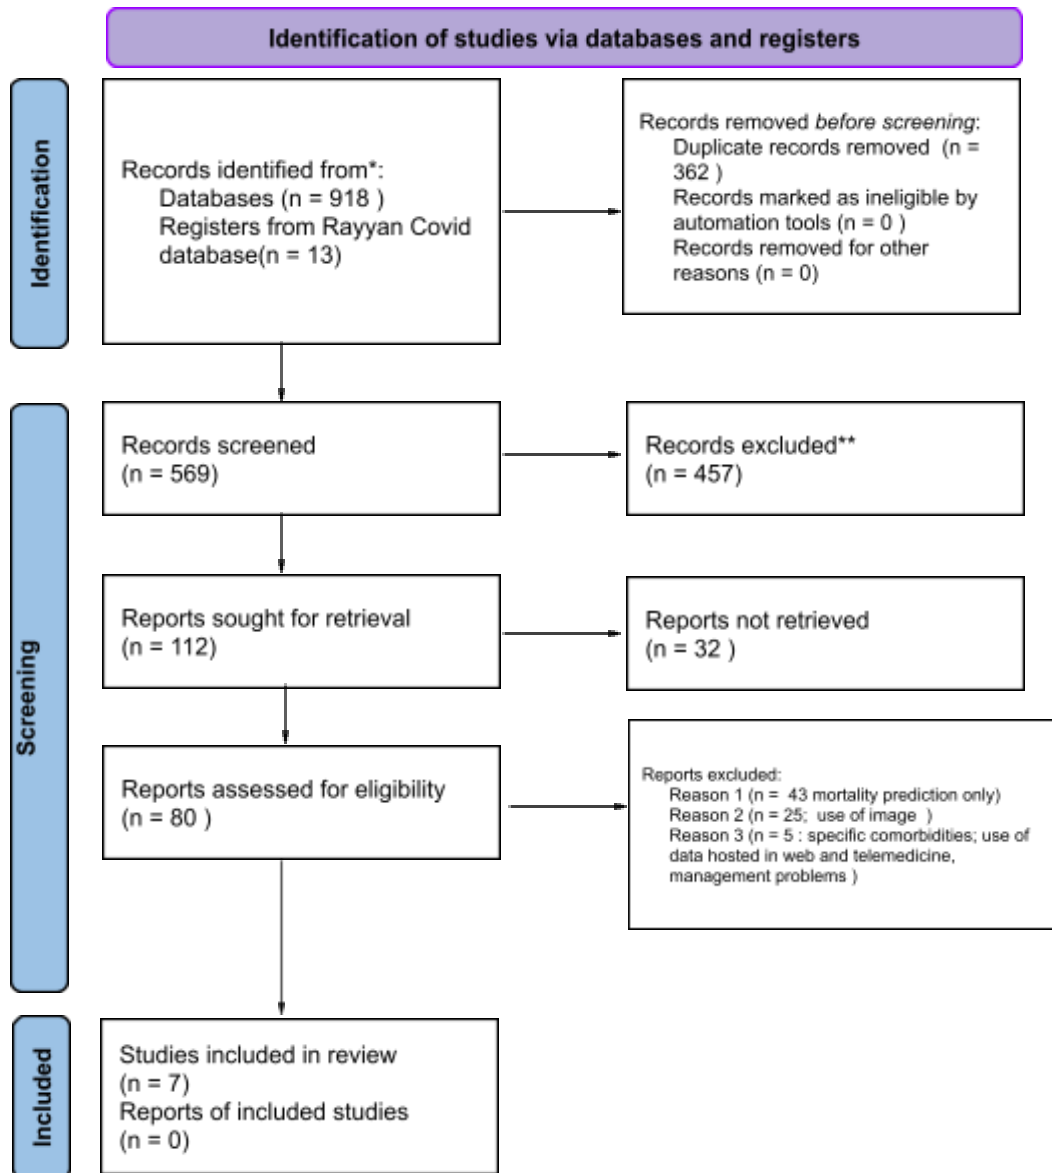 Identification of studies via databases and registers
Identification
Records identified from*:
Databases (n = 918 )
Registers from Rayyan Covid
database(n = 13)
Records removed before screening:
Duplicate records removed  (n =
362 )
Records marked as ineligible by
automation tools (n = 0 )
Records removed for other
reasons (n = 0)
Screening
Records screened
(n = 569)
Records excluded**
(n = 457)
Reports sought for retrieval
(n = 112)
Reports not retrieved
(n = 32 )
Reports assessed for eligibility
(n = 80 )
Reports excluded:
Reason 1 (n =  43 mortality prediction only)
Reason 2 (n = 25;  use of image  )
Reason 3 (n = 5 : specific comorbidities; use of
data hosted in web and telemedicine,
management problems )
Included
Studies included in review
(n = 7)
Reports of included studies
(n = 0)